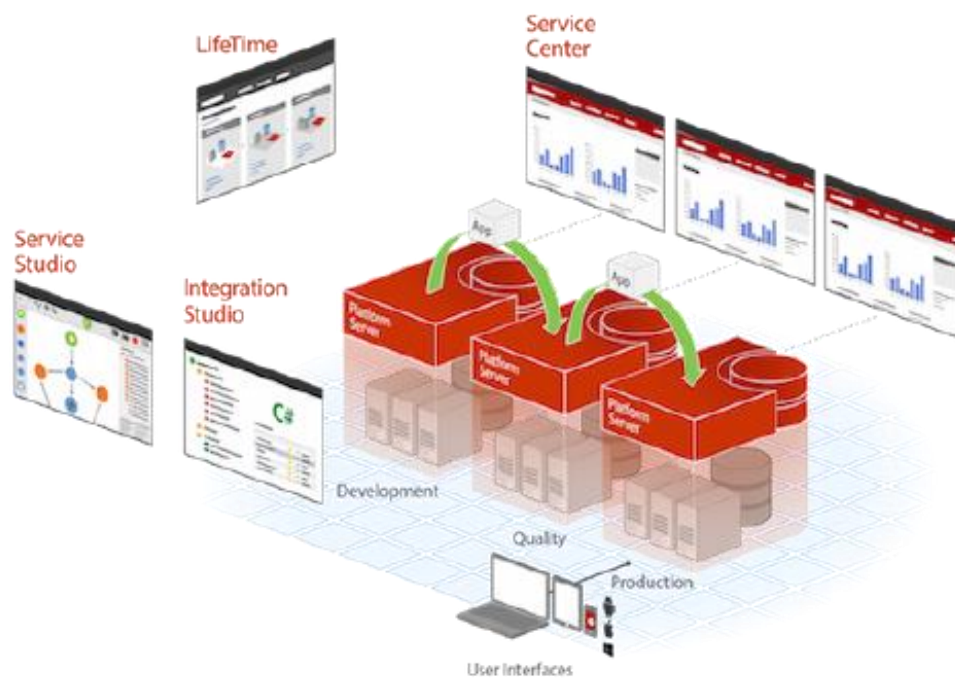 LifeTime
Service
Center
App
App
Service
Studio
Integration
Studio
Platform
Server
Platform
Server
Platform
Server
C#
Development
Quality
Production
User Interfaces